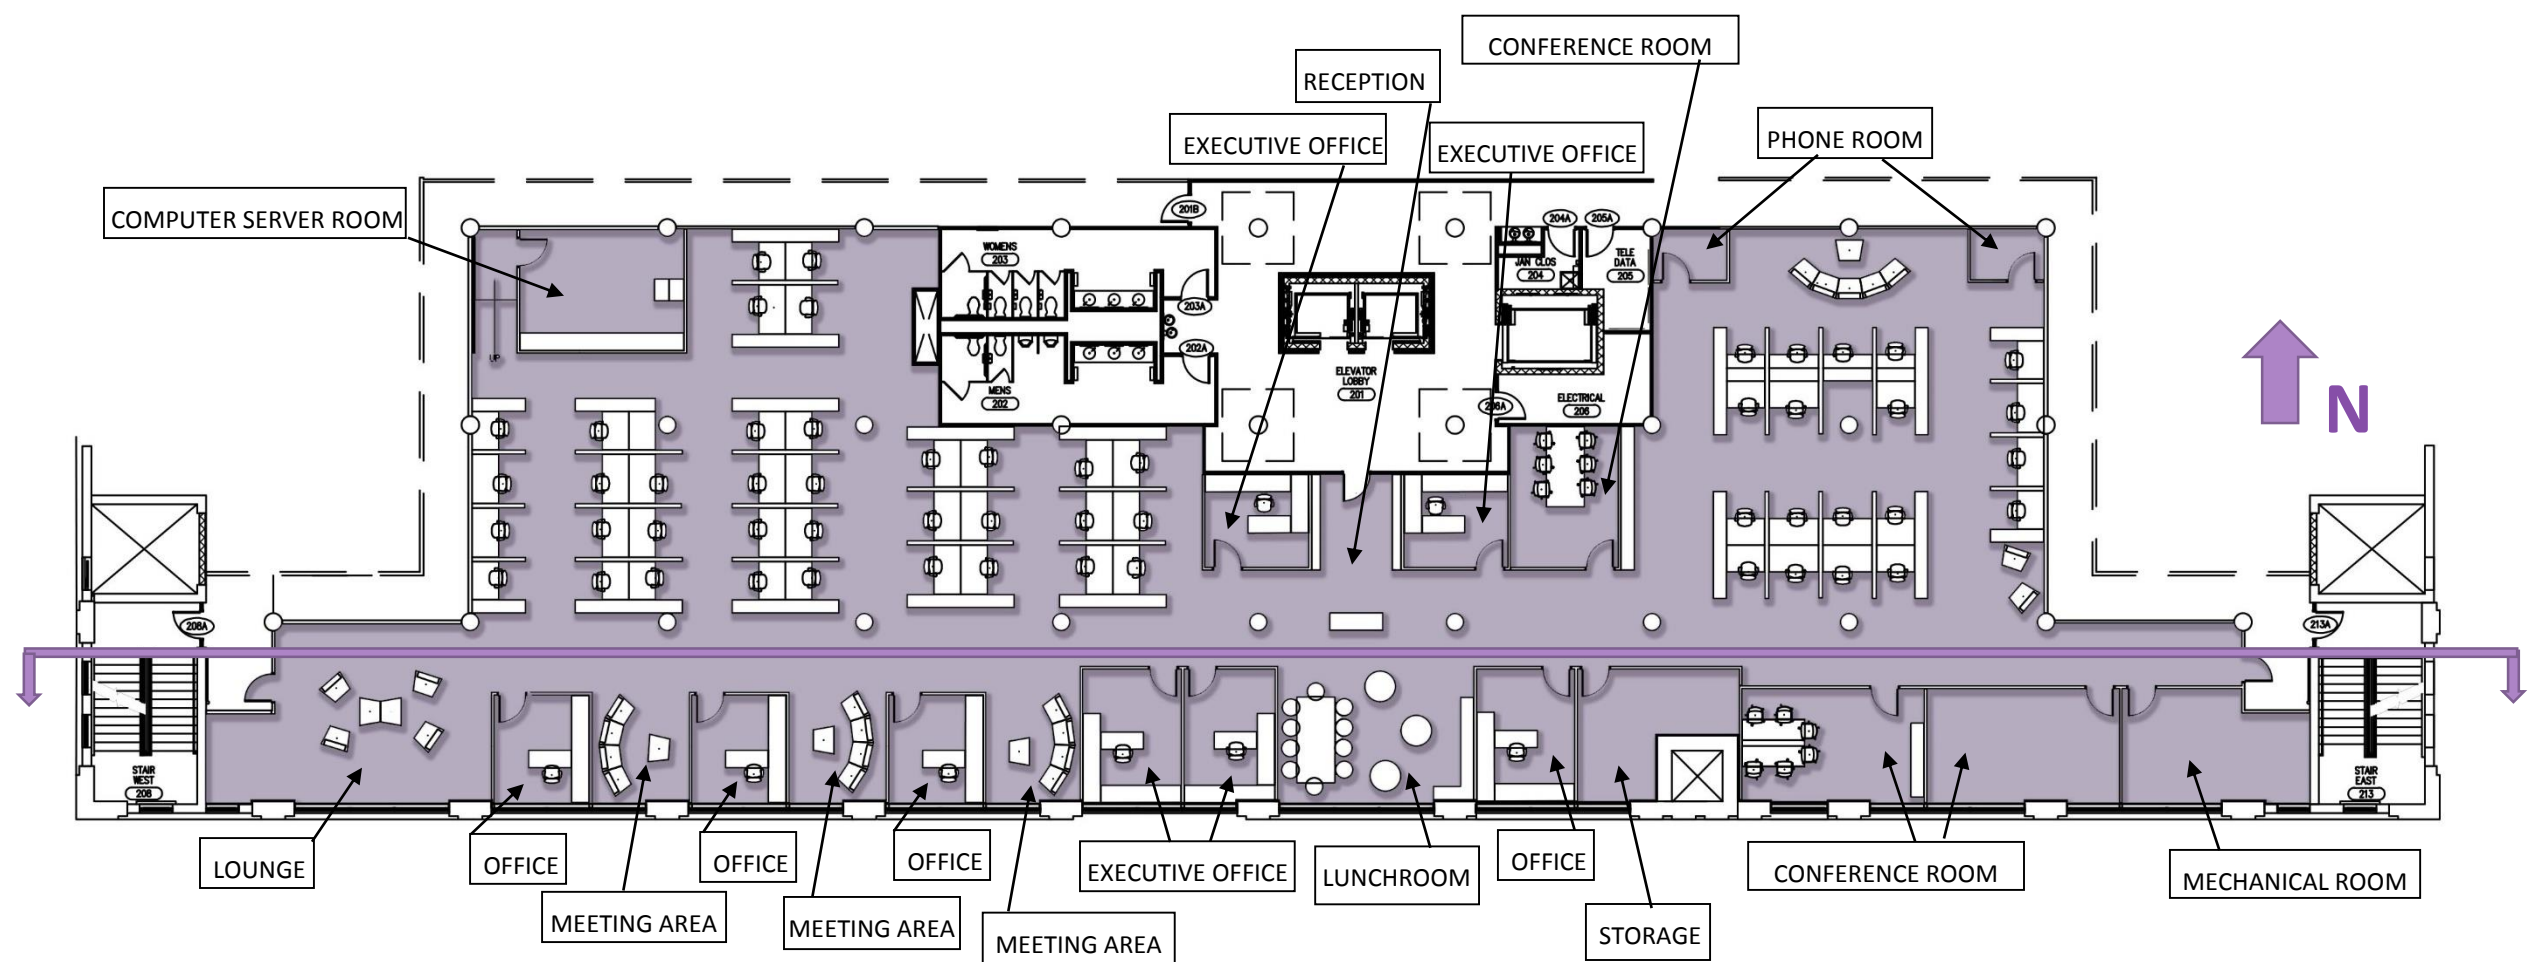 CONFERENCE ROOM
RECEPTION
EXECUTIVE OFFICE
EXECUTIVE OFFICE
PHONE ROOM
COMPUTER SERVER ROOM
201B
204A
205A
WOMENS
203
JAN CLOS
204
TELE
DATA
205
203A
202A
UP
MENS
202
ELEVATOR
LOBBY
201
206A
ELECTRICAL
206
N
208A
213A
STAIR
WEST
208
STAIR
EAST
213
LOUNGE
OFFICE
MEETING AREA
OFFICE
MEETING AREA
OFFICE
MEETING AREA
EXECUTIVE OFFICE
LUNCHROOM
OFFICE
STORAGE
CONFERENCE ROOM
MECHANICAL ROOM